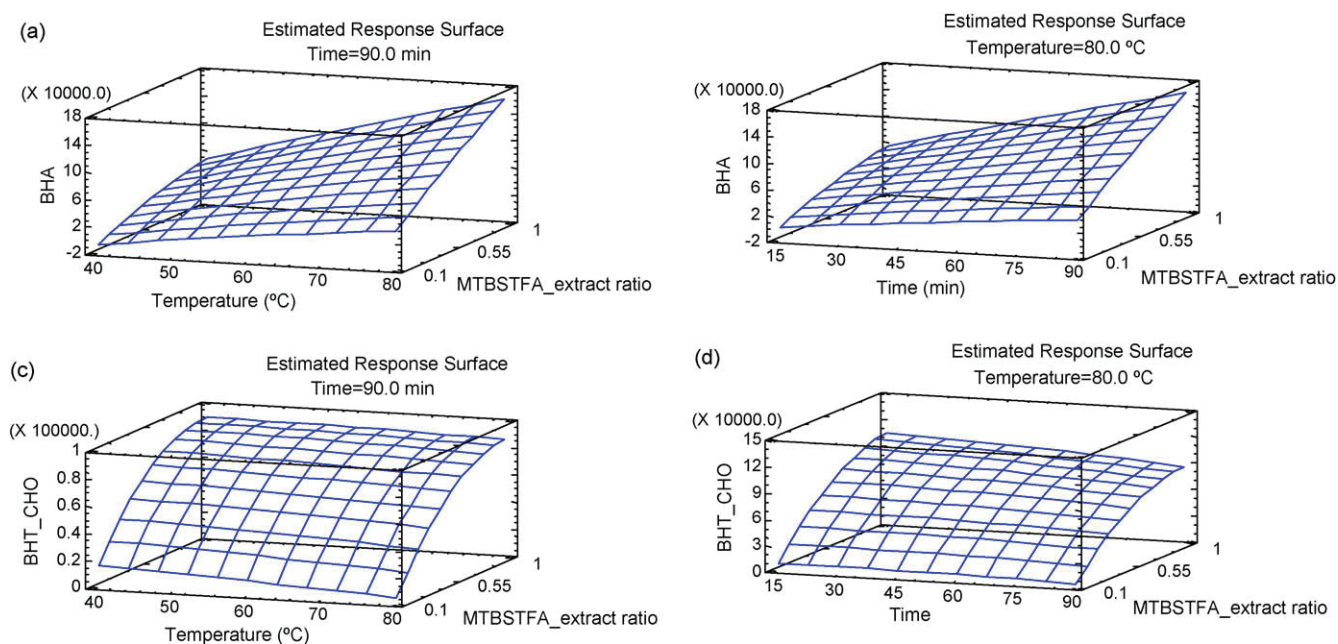 (a)
Estimated Response Surface
Time=90.0 min
(X 10000.0)
18
14
10
6
2
-2
BHA
40
50
60
70
80
Temperature (ºC)
0.1
0.55
1
MTBSTFA_extract ratio
Estimated Response Surface
Temperature=80.0 ºC
(X 10000.0)
18
14
10
6
2
-2
BHA
15
30
45
60
75
90
Time (min)
0.1
0.55
1
MTBSTFA_extract ratio
(c)
Estimated Response Surface
Time=90.0 min
(X 100000.)
1
0.8
0.6
0.4
0.2
0
BHT_CHO
40
50
60
70
80
Temperature (ºC)
0.1
0.55
1
MTBSTFA_extract ratio
(d)
Estimated Response Surface
Temperature=80.0 ºC
(X 10000.0)
15
12
9
6
3
0
BHT_CHO
15
30
45
60
75
90
Time
0.1
0.55
1
MTBSTFA_extract ratio